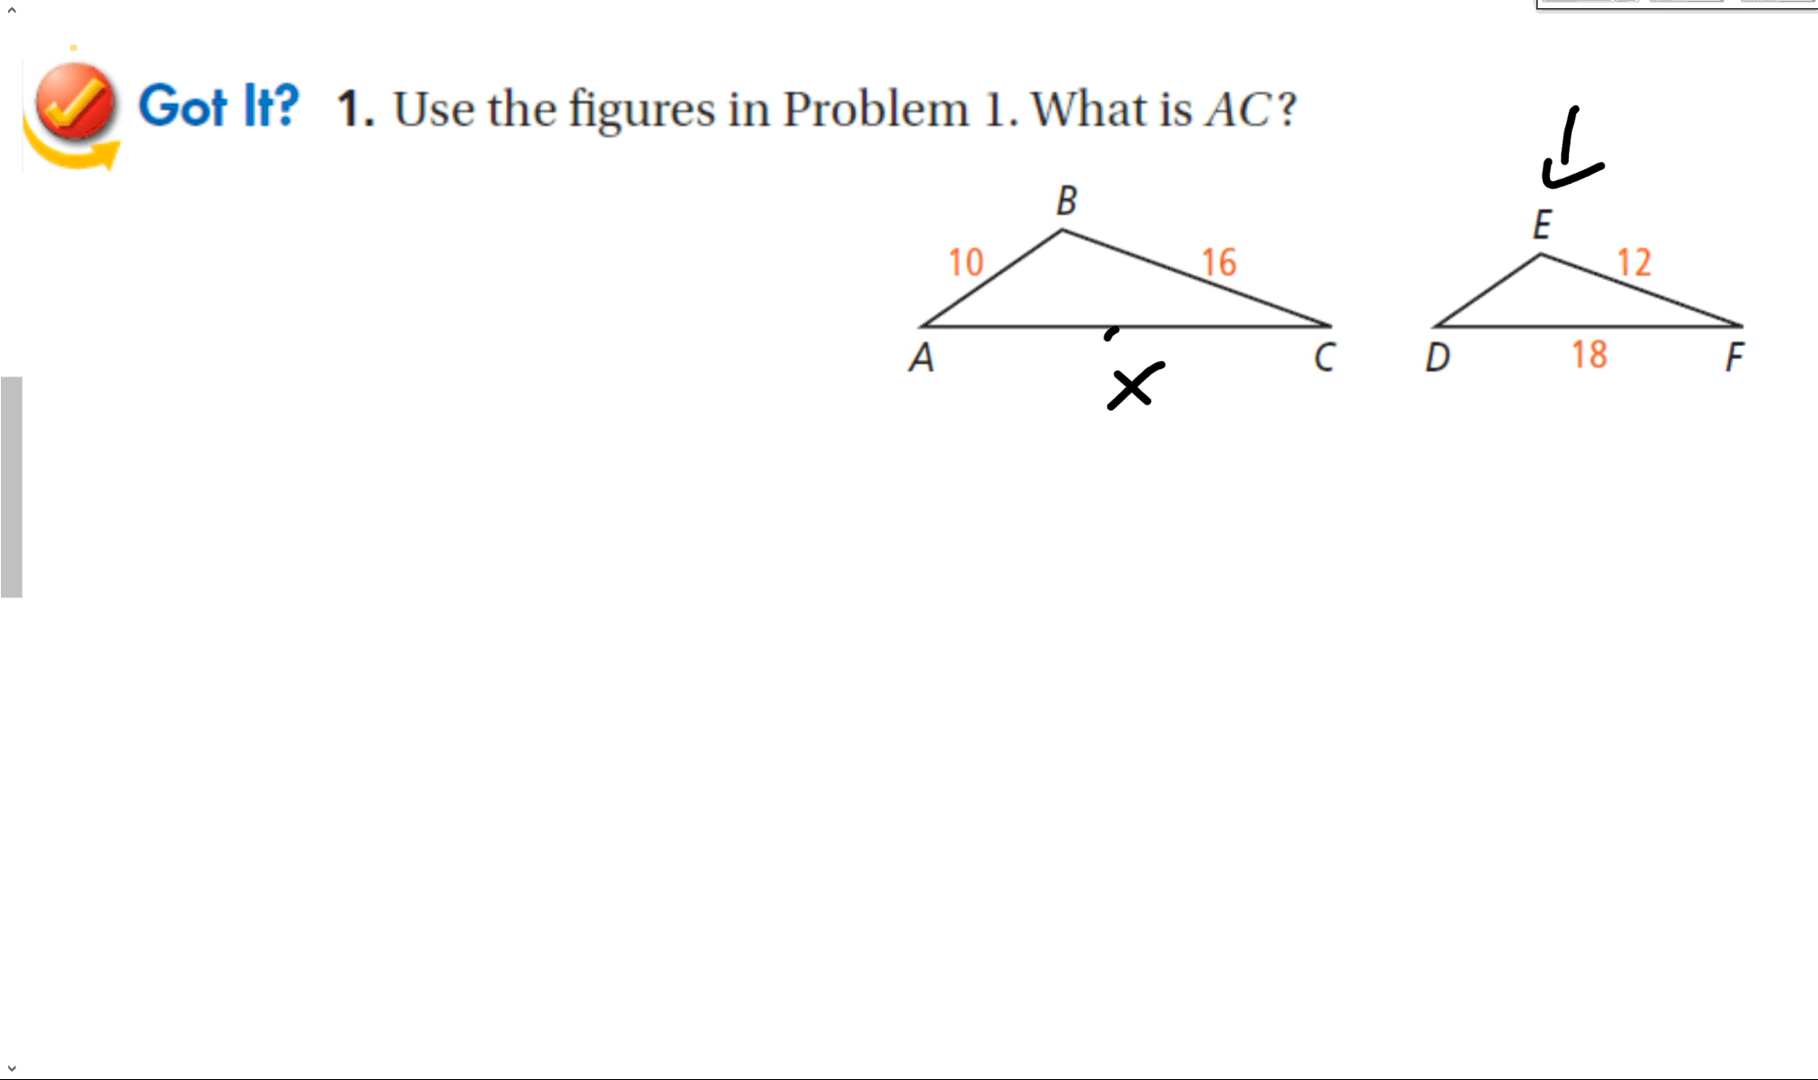 Got It? 1. Use the figures in Problem 1. What is AC?
B
E
10
16
12
A
C
D
18
F
x